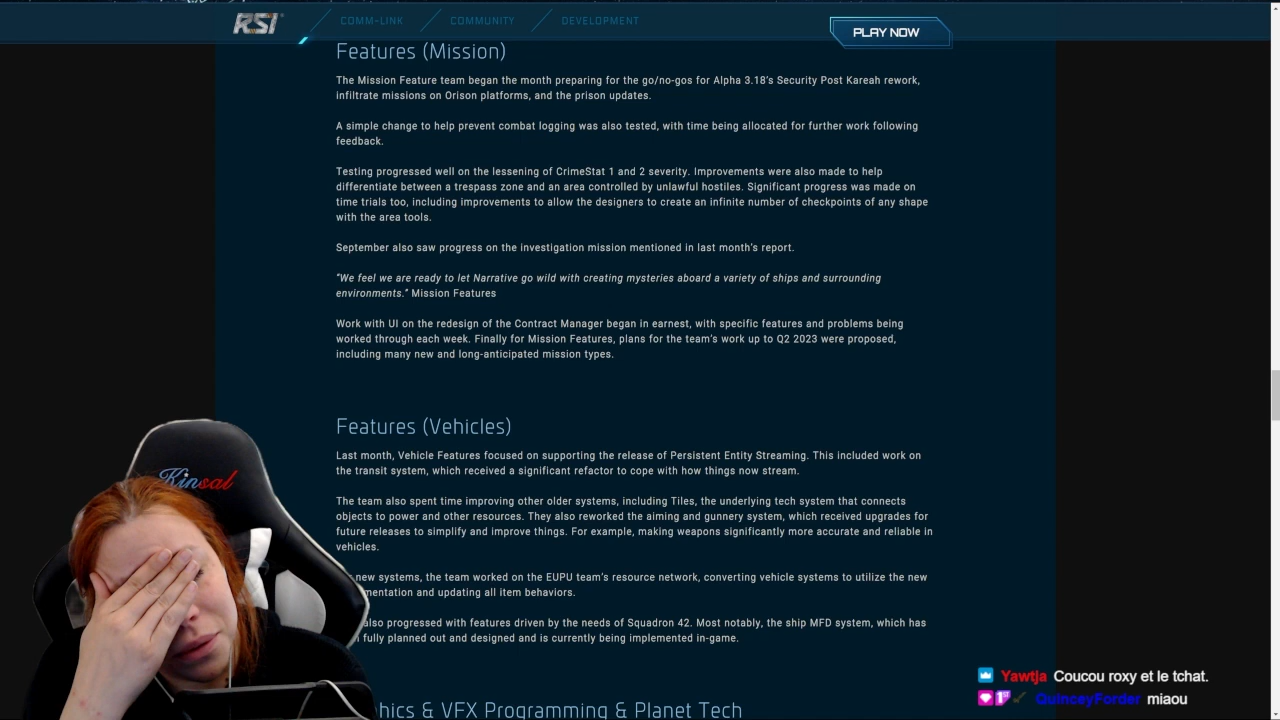 RSI COMM-LINK COMMUNITY DEVELOPMENT PLAY NOW
Features (Mission)
The Mission Feature team began the month preparing for the go/no-gos for Alpha 3.18's Security Post Kareah rework,
infiltrate missions on Orison platforms, and the prison updates.
A simple change to help prevent combat logging was also tested, with time being allocated for further work following
feedback.
Testing progressed well on the lessening of CrimeStat 1 and 2 severity. Improvements were also made to help
differentiate between a trespass zone and an area controlled by unlawful hostiles. Significant progress was made on
time trials too, including improvements to allow the designers to create an infinite number of checkpoints of any shape
with the area tools.
September also saw progress on the investigation mission mentioned in last month's report.
“We feel we are ready to let Narrative go wild with creating mysteries aboard a variety of ships and surrounding
environments.” Mission Features
Work with UI on the redesign of the Contract Manager began in earnest, with specific features and problems being
worked through each week. Finally for Mission Features, plans for the team's work up to Q2 2023 were proposed,
including many new and long-anticipated mission types.
Features (Vehicles)
Last month, Vehicle Features focused on supporting the release of Persistent Entity Streaming. This included work on
the transit system, which received a significant refactor to cope with how things now stream.
The team also spent time improving other older systems, including Tiles, the underlying tech system that connects
objects to power and other resources. They also reworked the aiming and gunnery system, which received upgrades for
future releases to simplify and improve things. For example, making weapons significantly more accurate and reliable in
vehicles.
new systems, the team worked on the EUPU team's resource network, converting vehicle systems to utilize the new
mentation and updating all item behaviors.
also progressed with features driven by the needs of Squadron 42. Most notably, the ship MFD system, which has
fully planned out and designed and is currently being implemented in-game.
hics & VFX Programming & Planet Tech
Kinsal
Yawtja Coucou roxy et le tchat.
1st QuinceyForder miaou